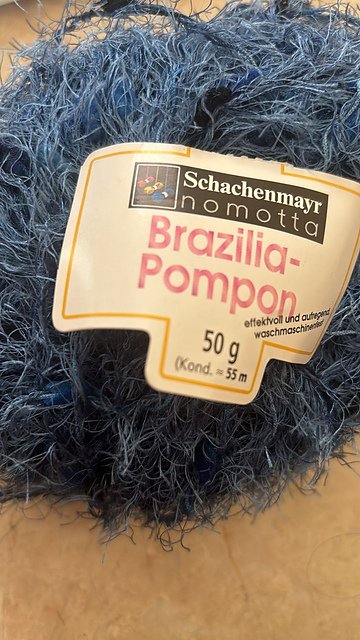 Schachenmayr
nomotta
Brazilia-
Pompon
effektvoll und aufregend
waschmaschinenfest
50 g
(Kond. ≈ 55 m